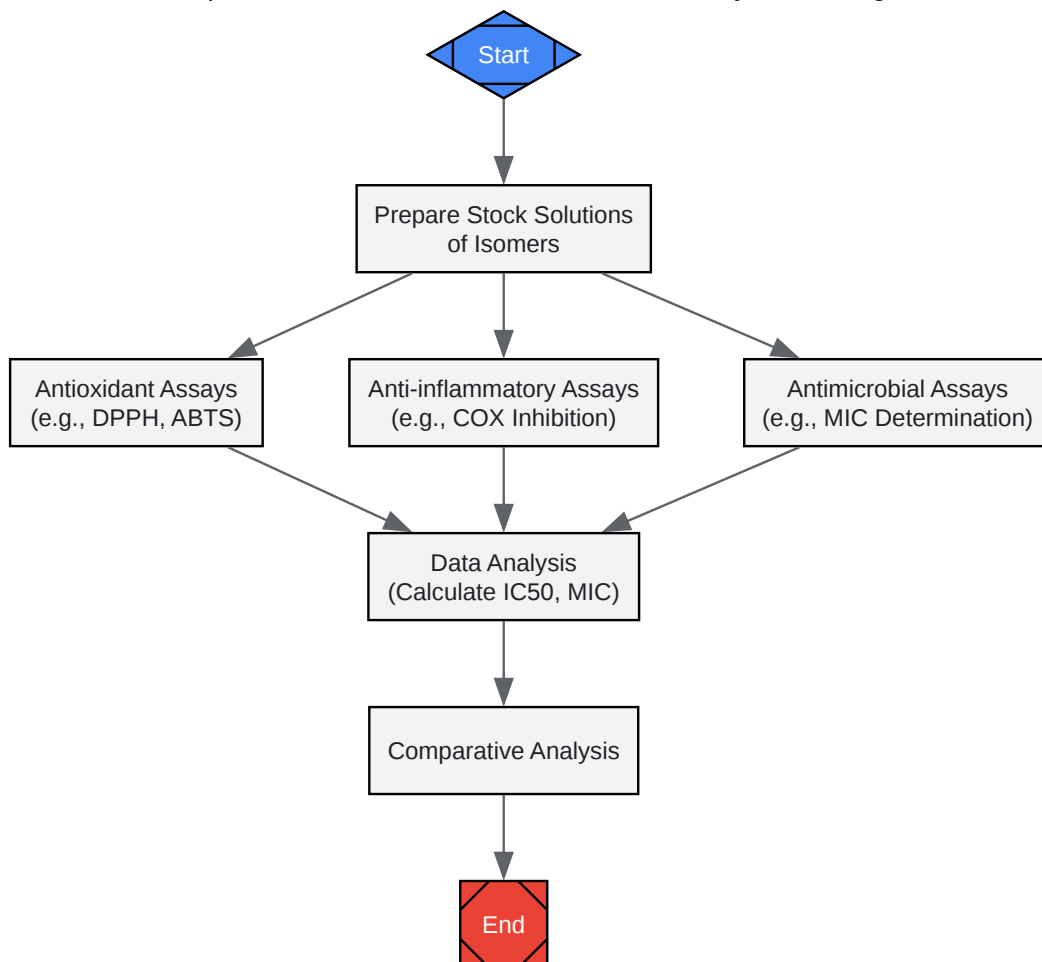 Start
Prepare Stock Solutions
of Isomers
Antioxidant Assays
(e.g., DPPH, ABTS)
Anti-inflammatory Assays
(e.g., COX Inhibition)
Antimicrobial Assays
(e.g., MIC Determination)
Data Analysis
(Calculate IC50, MIC)
Comparative Analysis
End